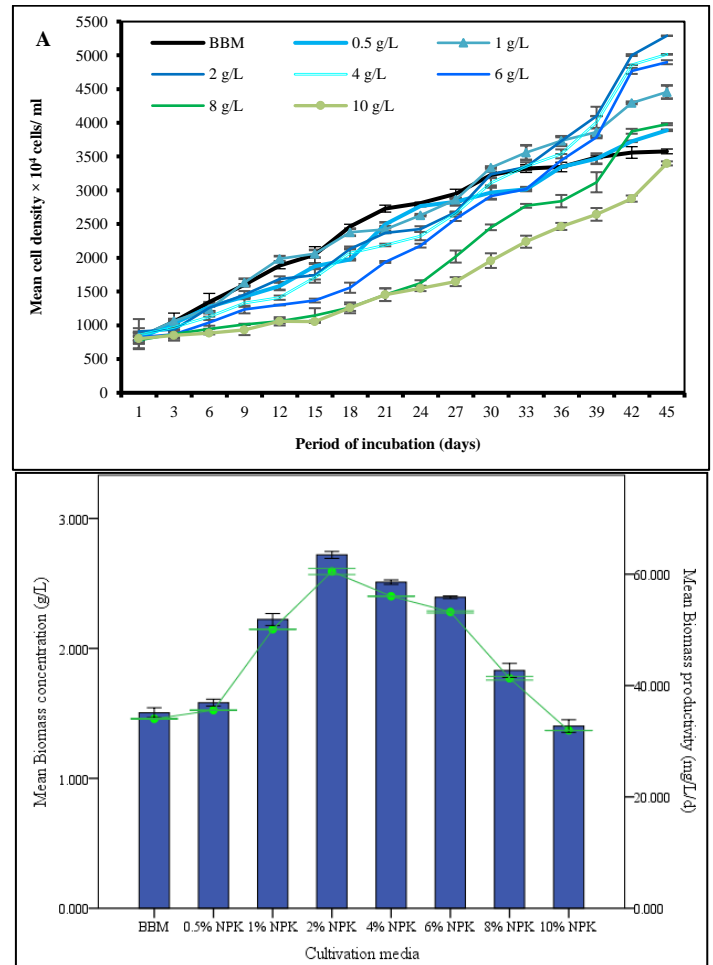 A
BBM 0.5 g/L 1 g/L
2 g/L 4 g/L 6 g/L
8 g/L 10 g/L
Mean cell density × 10⁴ cells/ ml
5500
5000
4500
4000
3500
3000
2500
2000
1500
1000
500
0
1 3 6 9 12 15 18 21 24 27 30 33 36 39 42 45
Period of incubation (days)
Mean Biomass concentration (g/L)
3.000
2.000
1.000
0.000
Mean Biomass productivity (mg/L/d)
60.000
40.000
20.000
0.000
BBM 0.5% NPK 1% NPK 2% NPK 4% NPK 6% NPK 8% NPK 10% NPK
Cultivation media